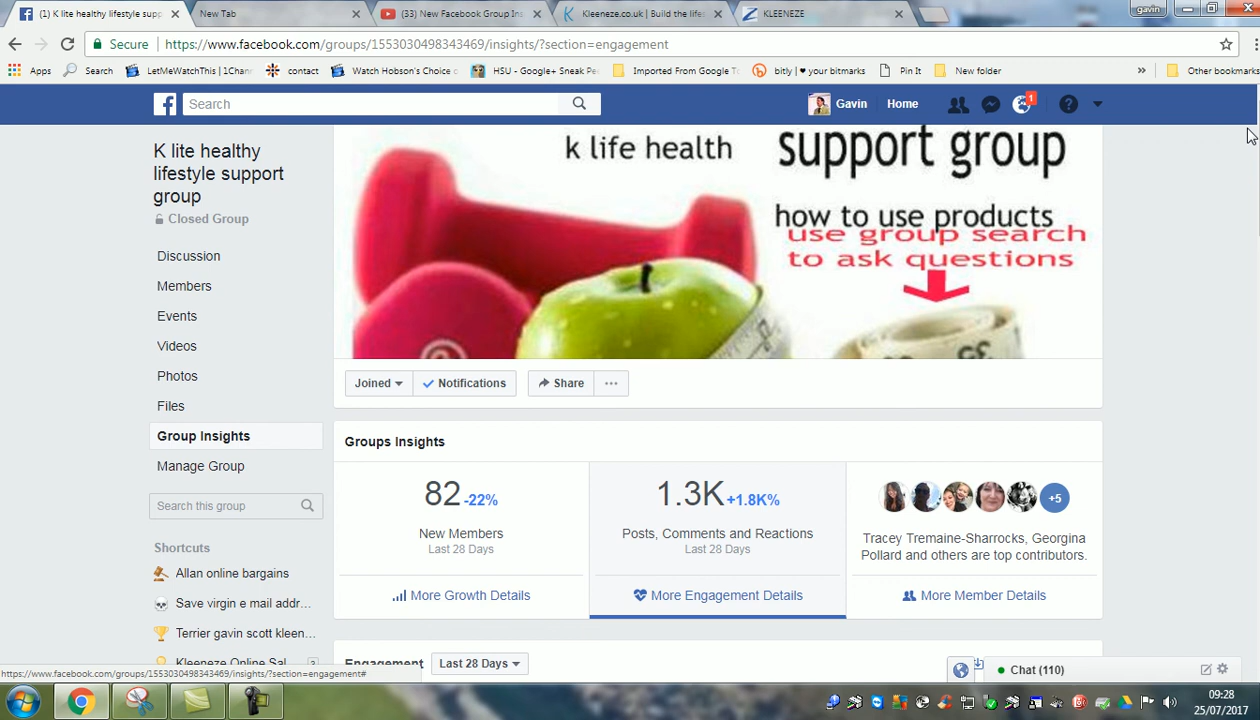 gavin
(1) K lite healthy lifestyle supp
New Tab
(33) New Facebook Group Ins
Kleeneze.co.uk | Build the lifes
KLEENEZE
Secure
https://www.facebook.com/groups/1553030498343469/insights/?section=engagement
Apps
Search
LetMeWatchThis | 1Chann
contact
Watch Hobson's Choice o
HSU - Google+ Sneak Pe
Imported From Google T
bitly | ♥ your bitmarks
Pin It
New folder
»
Other bookmarks
Search
Gavin
Home
1
K lite healthy
lifestyle support
group
Closed Group
Discussion
Members
Events
Videos
Photos
Files
Group Insights
Manage Group
Search this group
Shortcuts
Allan online bargains
Save virgin e mail addr...
Terrier gavin scott kleen...
Kleeneze Online Sal
k life health
support group
how to use products
use group search
to ask questions
Joined
Notifications
Share
...
Groups Insights
82 -22%
New Members
Last 28 Days
More Growth Details
1.3K +1.8K%
Posts, Comments and Reactions
Last 28 Days
More Engagement Details
+5
Tracey Tremaine-Sharrocks, Georgina
Pollard and others are top contributors.
More Member Details
Engagement
Last 28 Days
https://www.facebook.com/groups/1553030498343469/insights/?section=engagement#
Chat (110)
09:28
25/07/2017